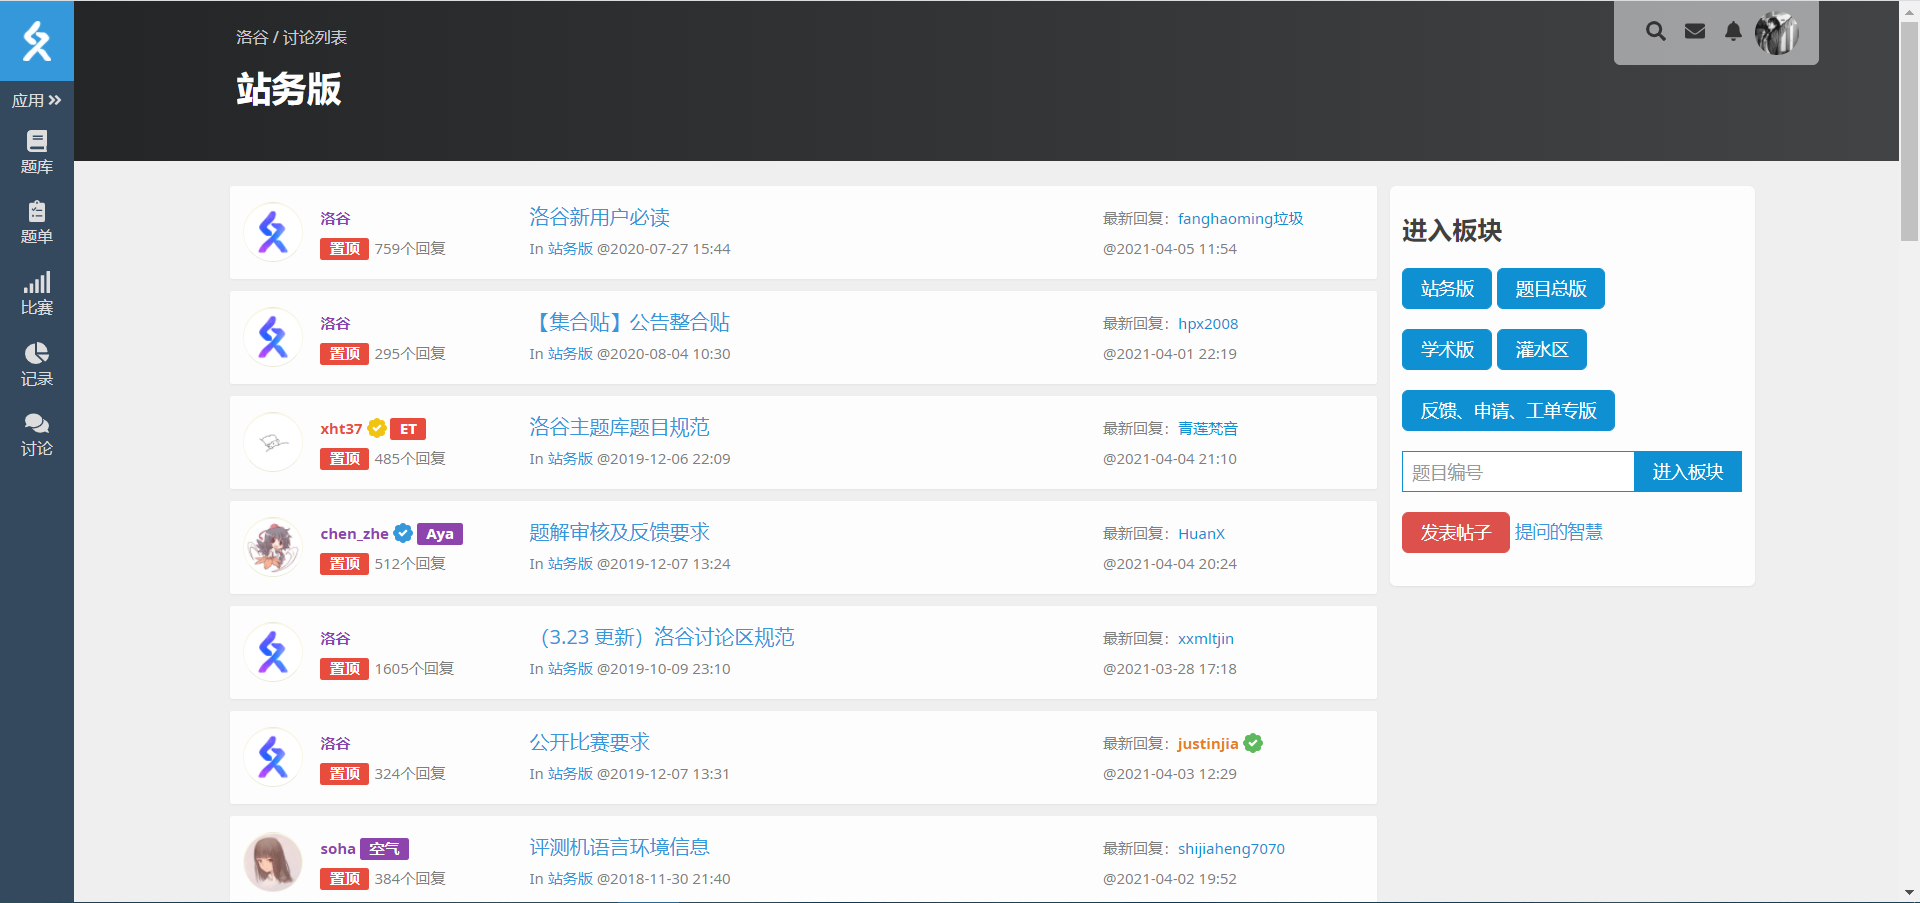 洛谷 / 讨论列表
站务版
应用
题库
题单
比赛
记录
讨论
洛谷
置顶 759个回复
洛谷新用户必读
In 站务版 @2020-07-27 15:44
最新回复：fanghaoming垃圾
@2021-04-05 11:54
洛谷
置顶 295个回复
【集合贴】公告整合贴
In 站务版 @2020-08-04 10:30
最新回复：hpx2008
@2021-04-01 22:19
xht37 ET
置顶 485个回复
洛谷主题库题目规范
In 站务版 @2019-12-06 22:09
最新回复：青莲梵音
@2021-04-04 21:10
chen_zhe Aya
置顶 512个回复
题解审核及反馈要求
In 站务版 @2019-12-07 13:24
最新回复：HuanX
@2021-04-04 20:24
洛谷
置顶 1605个回复
（3.23 更新）洛谷讨论区规范
In 站务版 @2019-10-09 23:10
最新回复：xxmltjin
@2021-03-28 17:18
洛谷
置顶 324个回复
公开比赛要求
In 站务版 @2019-12-07 13:31
最新回复：justinjia
@2021-04-03 12:29
soha 空气
置顶 384个回复
评测机语言环境信息
In 站务版 @2018-11-30 21:40
最新回复：shijiaheng7070
@2021-04-02 19:52
进入板块
站务版 题目总版
学术版 灌水区
反馈、申请、工单专版
题目编号 进入板块
发表帖子 提问的智慧